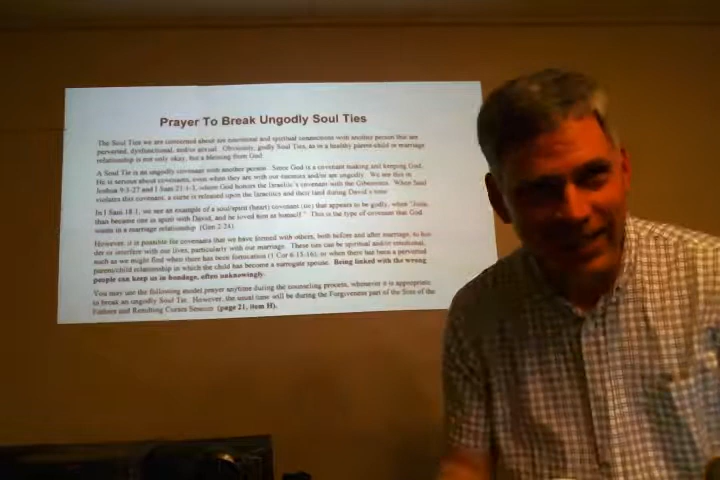 Prayer To Break Ungodly Soul Ties
The Soul Ties we are concerned about are emotional and spiritual connections with another person that are
perverted, dysfunctional, and/or sexual. Obviously, godly Soul Ties, as in a healthy parent-child or marriage
relationship is not only okay, but a blessing from God.
A Soul Tie is an ungodly covenant with another person. Since God is a covenant making and keeping God,
He is serious about covenants, even when they are with our enemies and/or are ungodly. We see this in
Joshua 9:3-27 and I Sam 21:1-3, where God honors the Israelite's covenant with the Gibeonites. When Saul
violates this covenant, a curse is released upon the Israelites and their land during David's time.
In I Sam 18:1, we see an example of a soul/spirit (heart) covenant (tie) that appears to be godly, when "Jona-
than became one in spirit with David, and he loved him as himself." This is the type of covenant that God
wants in a marriage relationship (Gen 2:24).
However, it is possible for covenants that we have formed with others, both before and after marriage, to hin-
der or interfere with our lives, particularly with our marriage. These ties can be spiritual and/or emotional,
such as we might find when there has been fornication (1 Cor 6:15-16) or when there has been a perverted
parent/child relationship in which the child has become a surrogate spouse. Being linked with the wrong
people can keep us in bondage, often unknowingly.
You may use the following model prayer anytime during the counseling process, whenever it is appropriate
to break an ungodly Soul Tie. However, the usual time will be during the Forgiveness part of the Sins of the
Fathers and Resulting Curses Session (page 21, item H).